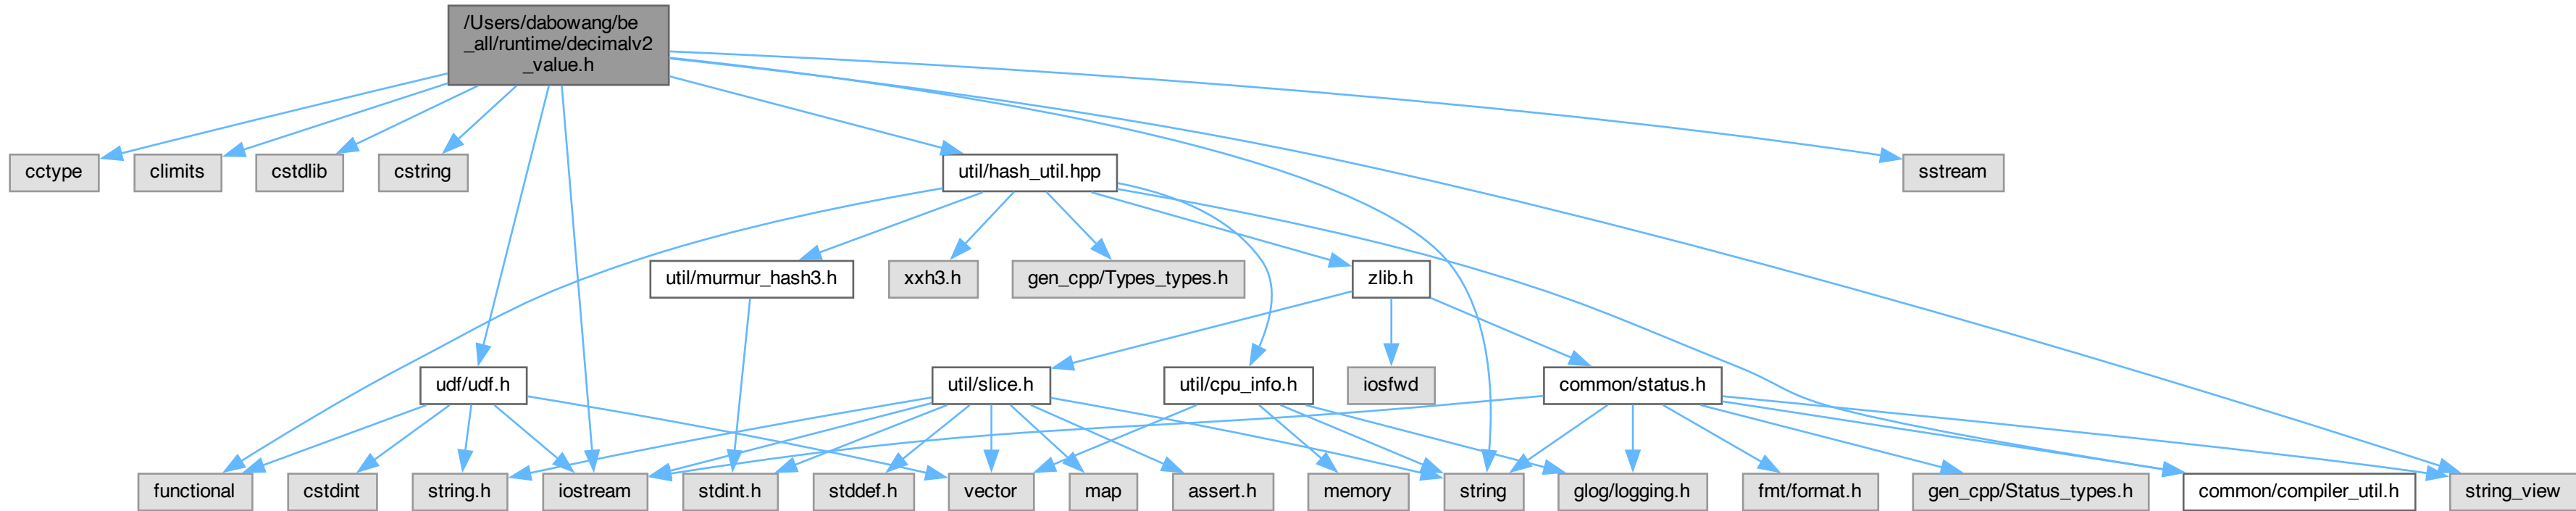 /Users/dabowang/be
_all/runtime/decimalv2
_value.h
cctype
climits
cstdlib
cstring
util/hash_util.hpp
sstream
util/murmur_hash3.h
xxh3.h
gen_cpp/Types_types.h
zlib.h
udf/udf.h
util/slice.h
util/cpu_info.h
iosfwd
common/status.h
functional
cstdint
string.h
iostream
stdint.h
stddef.h
vector
map
assert.h
memory
string
glog/logging.h
fmt/format.h
gen_cpp/Status_types.h
common/compiler_util.h
string_view